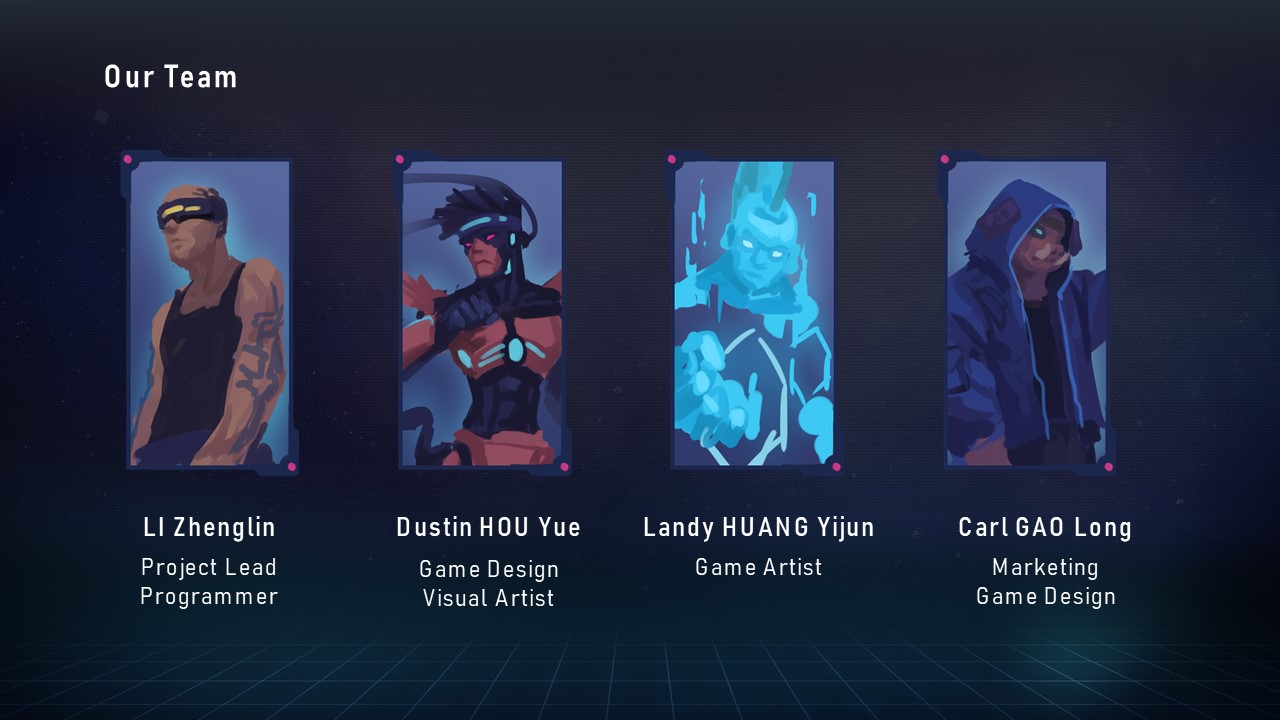 Our Team
LI Zhenglin
Project Lead
Programmer
Dustin HOU Yue
Game Design
Visual Artist
Landy HUANG Yijun
Game Artist
Carl GAO Long
Marketing
Game Design